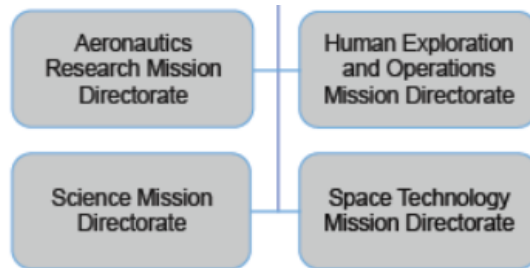 Aeronautics
Research Mission
Directorate
Human Exploration
and Operations
Mission Directorate
Science Mission
Directorate
Space Technology
Mission Directorate